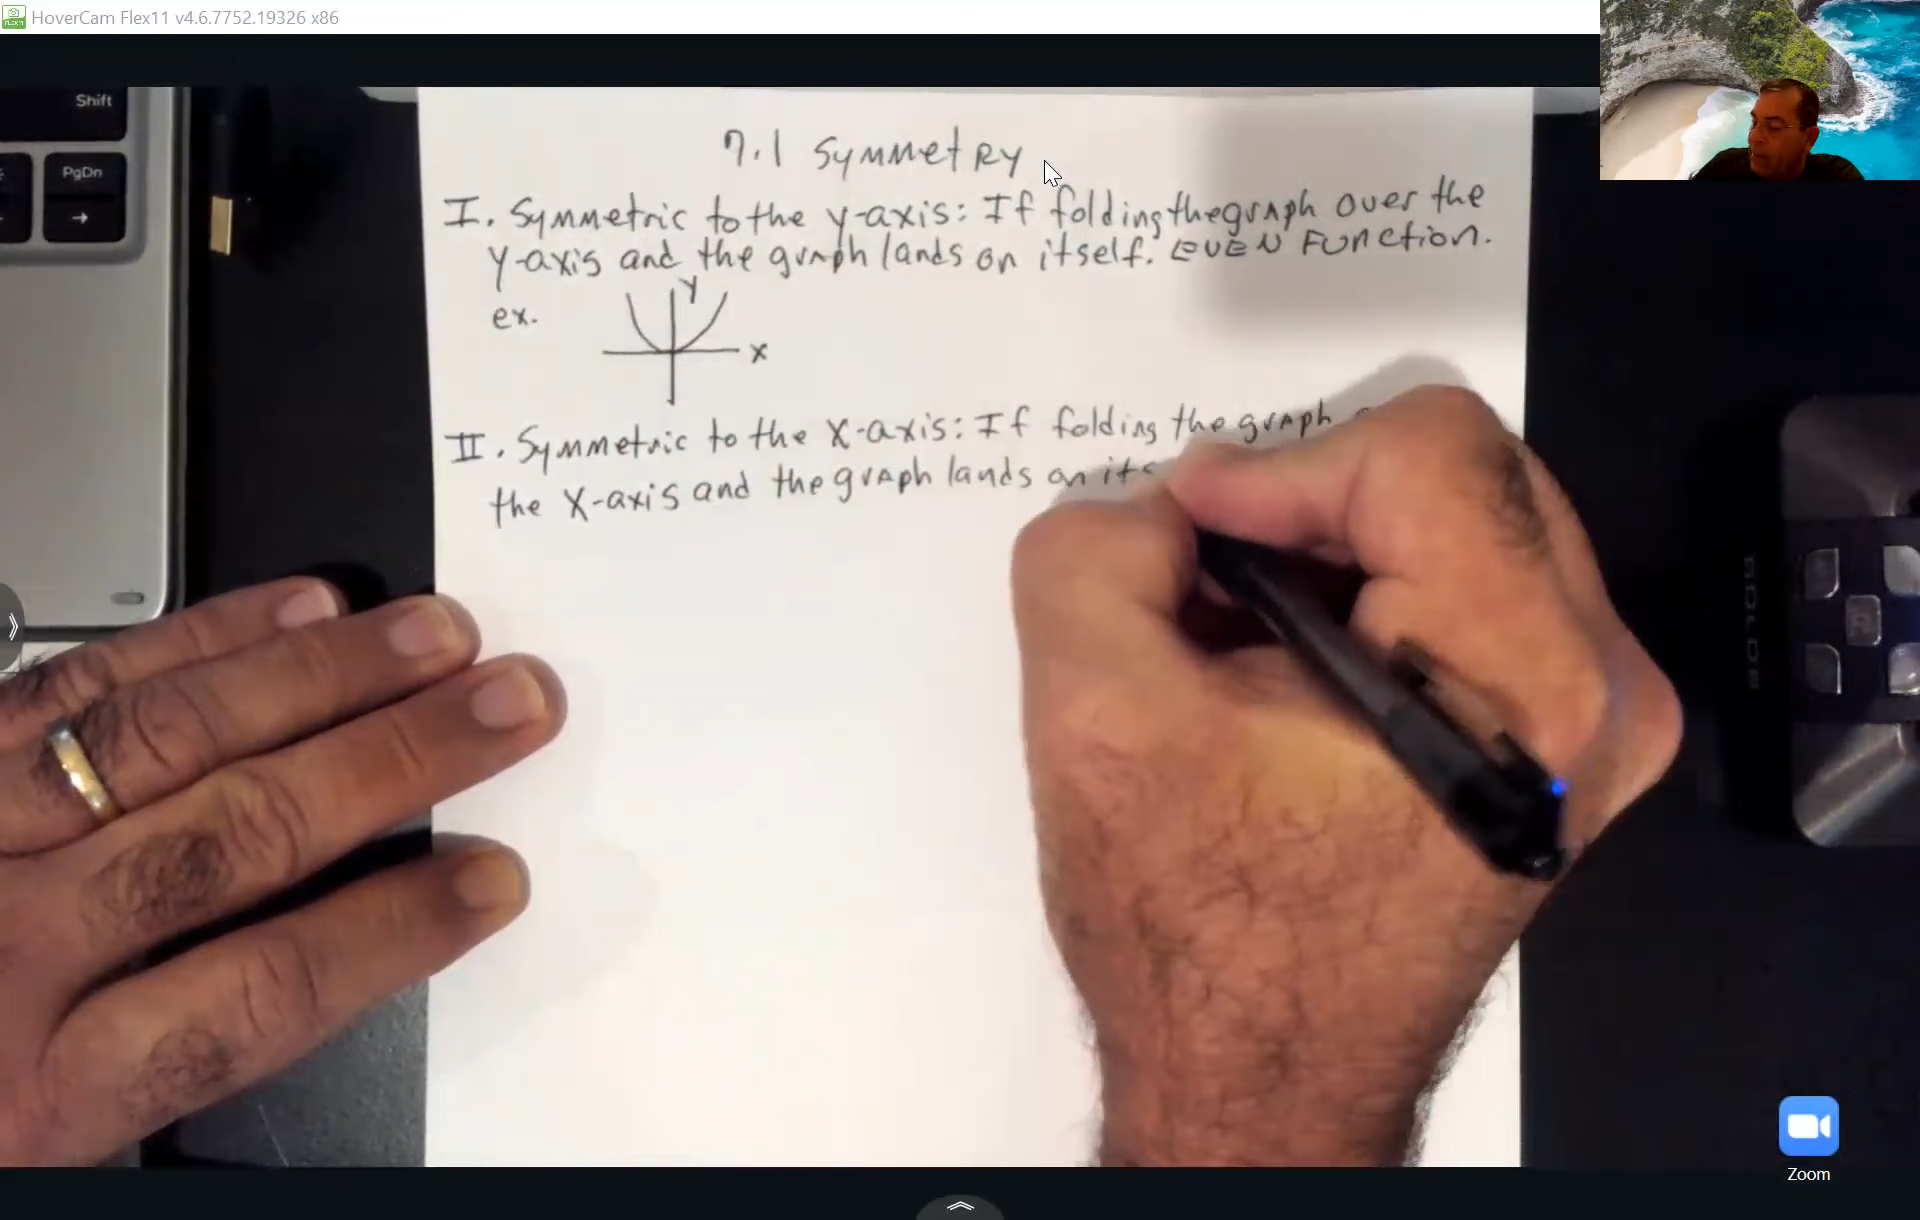 HoverCam Flex11 v4.6.7752.19326 x86
Shift
PgDn
7.1 Symmetry
I. Symmetric to the y-axis: If folding the graph over the
y-axis and the graph lands on itself. EVEN Function.
ex.
y
x
II. Symmetric to the x-axis: If folding the graph
the x-axis and the graph lands on its
BOLDS
Zoom